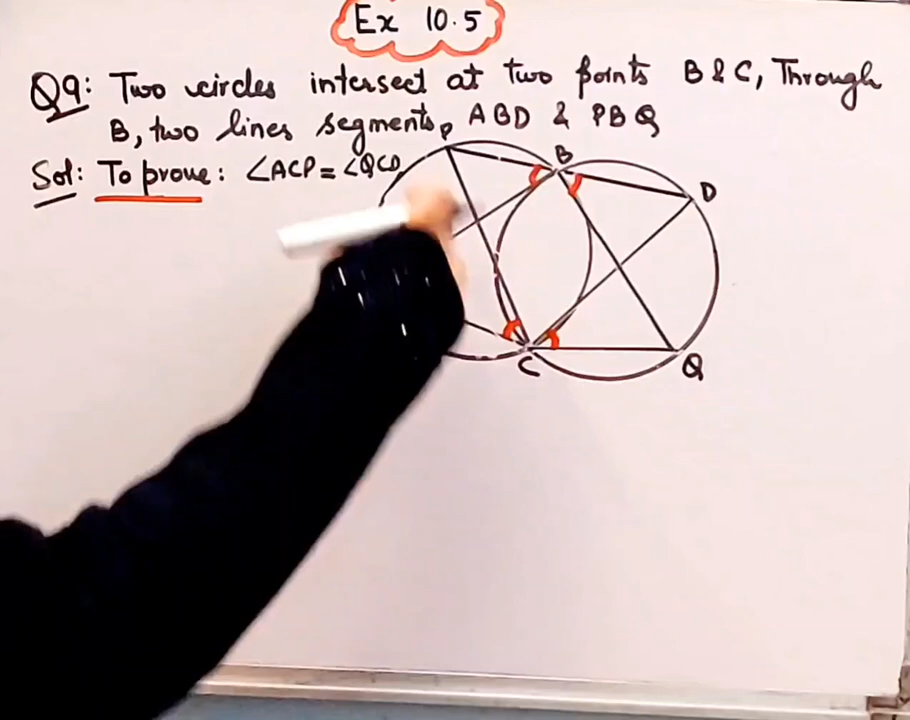 Ex 10.5
Q9: Two circles intersect at two points B & C, Through
B, two lines segments, ABD & PBQ
Sol: To prove: ∠ACP = ∠QCD
P
B
D
C
Q